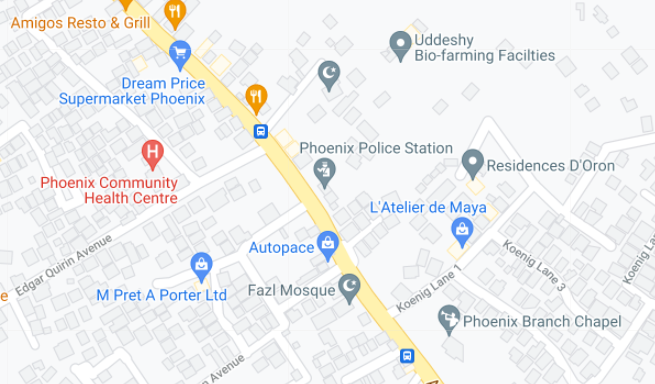 Amigos Resto & Grill
Uddeshy
Bio-farming Facilties
Dream Price
Supermarket Phoenix
Phoenix Police Station
Residences D'Oron
Phoenix Community
Health Centre
L'Atelier de Maya
Autopace
Edgar Quirin Avenue
Koenig Lane 3
Koenig
M Pret A Porter Ltd
Fazl Mosque
Koenig Lane 1
Phoenix Branch Chapel
Avenue